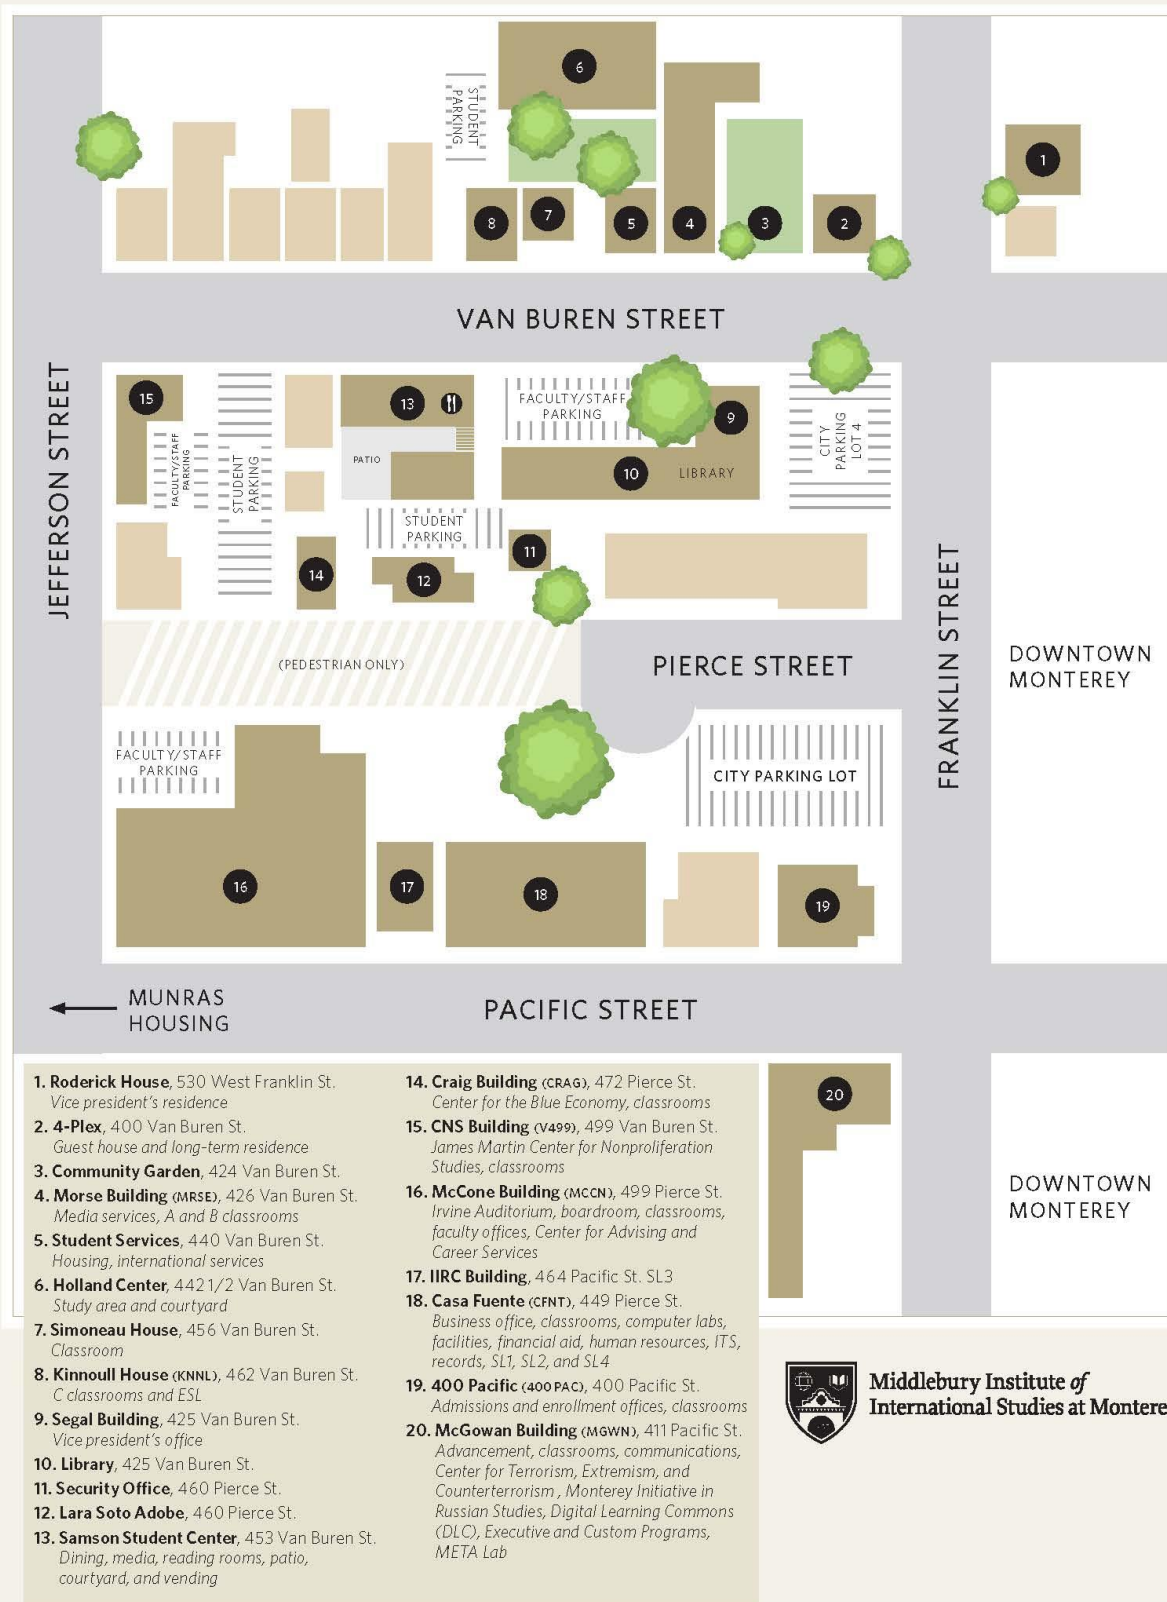 6
STUDENT
PARKING
1
8
7
5
4
3
2
VAN BUREN STREET
JEFFERSON STREET
15
13
FACULTY/STAFF
PARKING
9
CITY
PARKING
LOT 4
FACULTY/STAFF
PARKING
STUDENT
PARKING
PATIO
10
LIBRARY
STUDENT
PARKING
11
14
12
FRANKLIN STREET
(PEDESTRIAN ONLY)
PIERCE STREET
DOWNTOWN
MONTEREY
FACULTY/STAFF
PARKING
CITY PARKING LOT
16
17
18
19
MUNRAS
HOUSING
PACIFIC STREET
1. Roderick House, 530 West Franklin St.
Vice president's residence
2. 4-Plex, 400 Van Buren St.
Guest house and long-term residence
3. Community Garden, 424 Van Buren St.
4. Morse Building (MRSE), 426 Van Buren St.
Media services, A and B classrooms
5. Student Services, 440 Van Buren St.
Housing, international services
6. Holland Center, 442 1/2 Van Buren St.
Study area and courtyard
7. Simoneau House, 456 Van Buren St.
Classroom
8. Kinnoull House (KNNL), 462 Van Buren St.
C classrooms and ESL
9. Segal Building, 425 Van Buren St.
Vice president's office
10. Library, 425 Van Buren St.
11. Security Office, 460 Pierce St.
12. Lara Soto Adobe, 460 Pierce St.
13. Samson Student Center, 453 Van Buren St.
Dining, media, reading rooms, patio,
courtyard, and vending
14. Craig Building (CRAG), 472 Pierce St.
Center for the Blue Economy, classrooms
15. CNS Building (V499), 499 Van Buren St.
James Martin Center for Nonproliferation
Studies, classrooms
16. McCone Building (MCCN), 499 Pierce St.
Irvine Auditorium, boardroom, classrooms,
faculty offices, Center for Advising and
Career Services
17. IIRC Building, 464 Pacific St. SL3
18. Casa Fuente (CFNT), 449 Pierce St.
Business office, classrooms, computer labs,
facilities, financial aid, human resources, ITS,
records, SL1, SL2, and SL4
19. 400 Pacific (400 PAC), 400 Pacific St.
Admissions and enrollment offices, classrooms
20. McGowan Building (MGWN), 411 Pacific St.
Advancement, classrooms, communications,
Center for Terrorism, Extremism, and
Counterterrorism , Monterey Initiative in
Russian Studies, Digital Learning Commons
(DLC), Executive and Custom Programs,
META Lab
20
DOWNTOWN
MONTEREY
Middlebury Institute of
International Studies at Montere